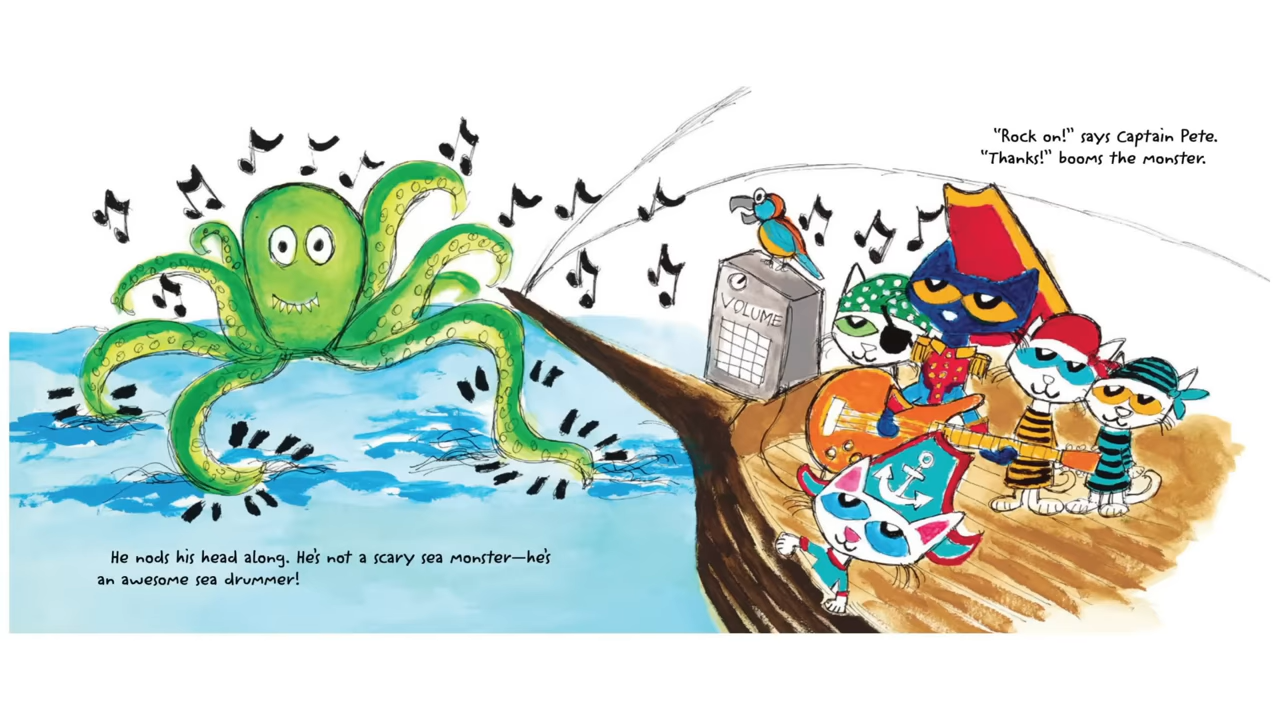 "Rock on!" says Captain Pete.
"Thanks!" booms the monster.
VOLUME
He nods his head along. He's not a scary sea monster—he's
an awesome sea drummer!